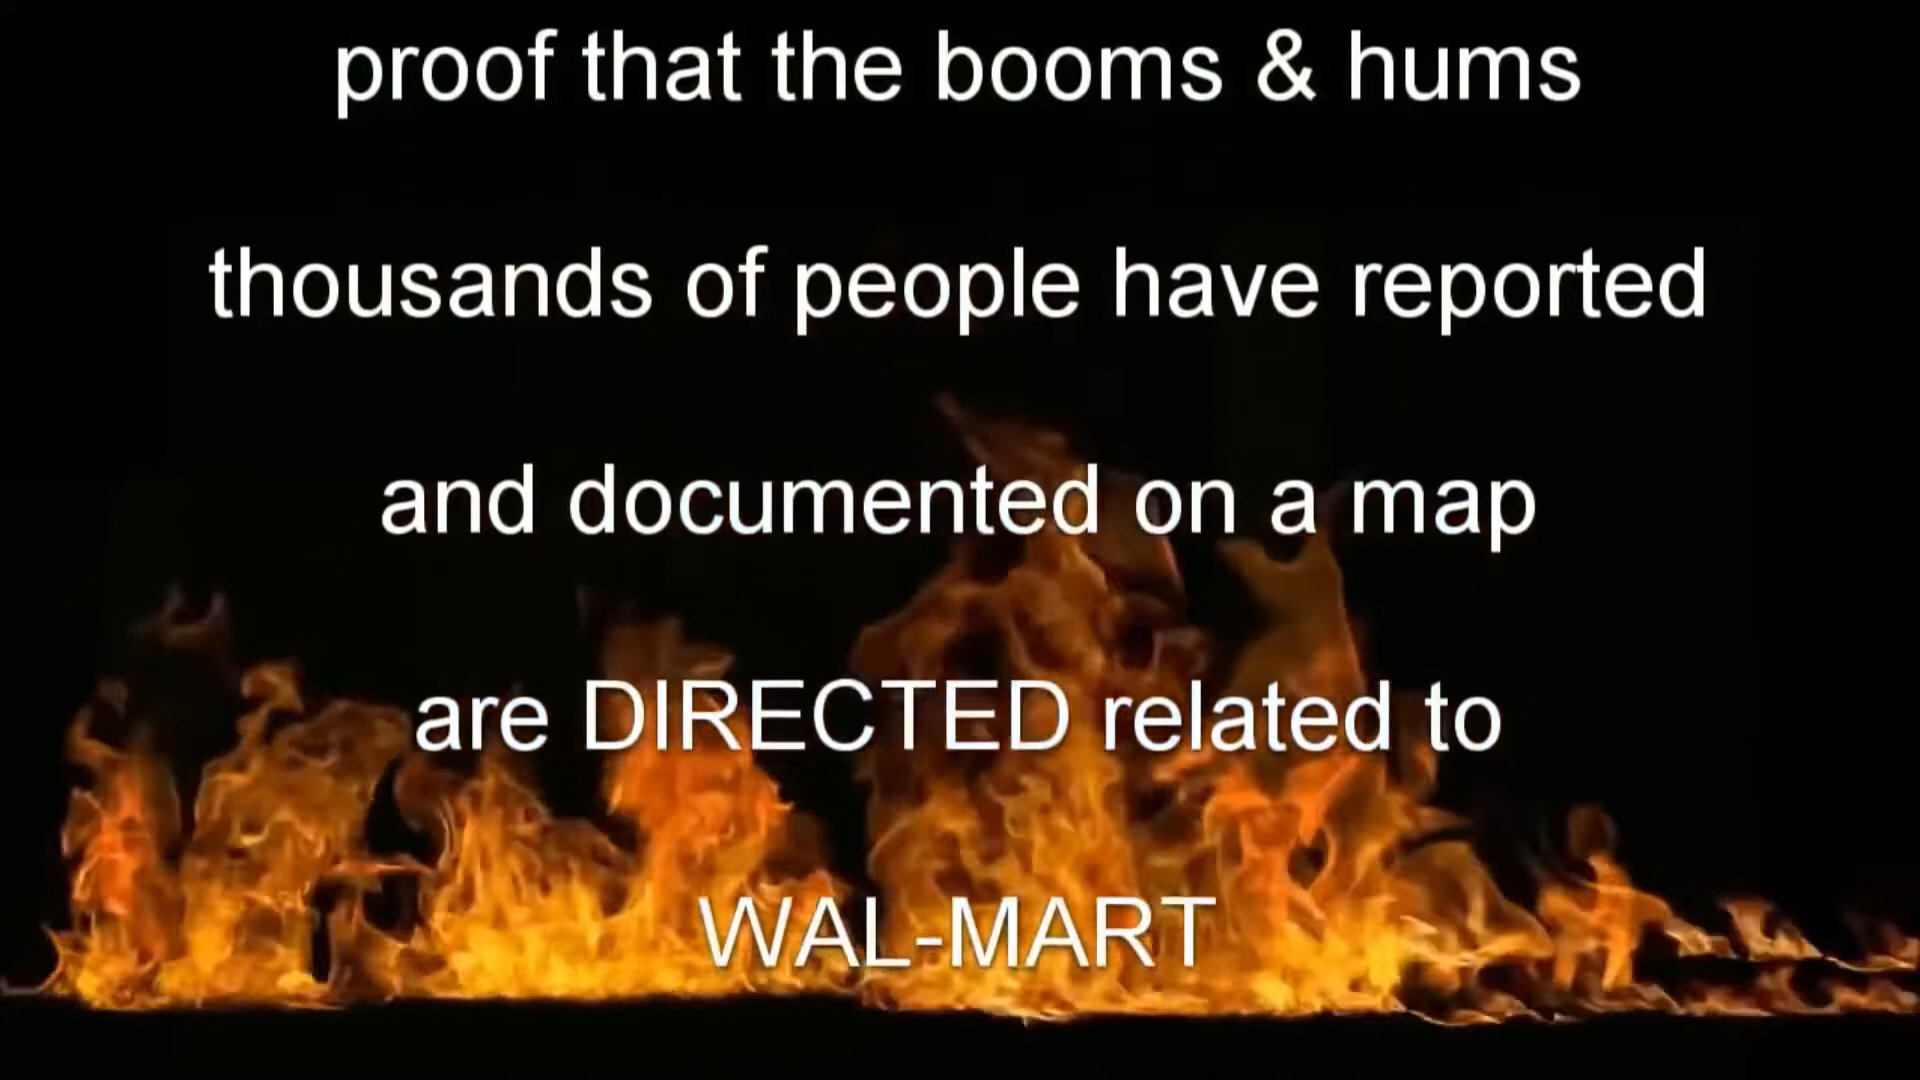 proof that the booms & hums
thousands of people have reported
and documented on a map
are DIRECTED related to
WAL-MART